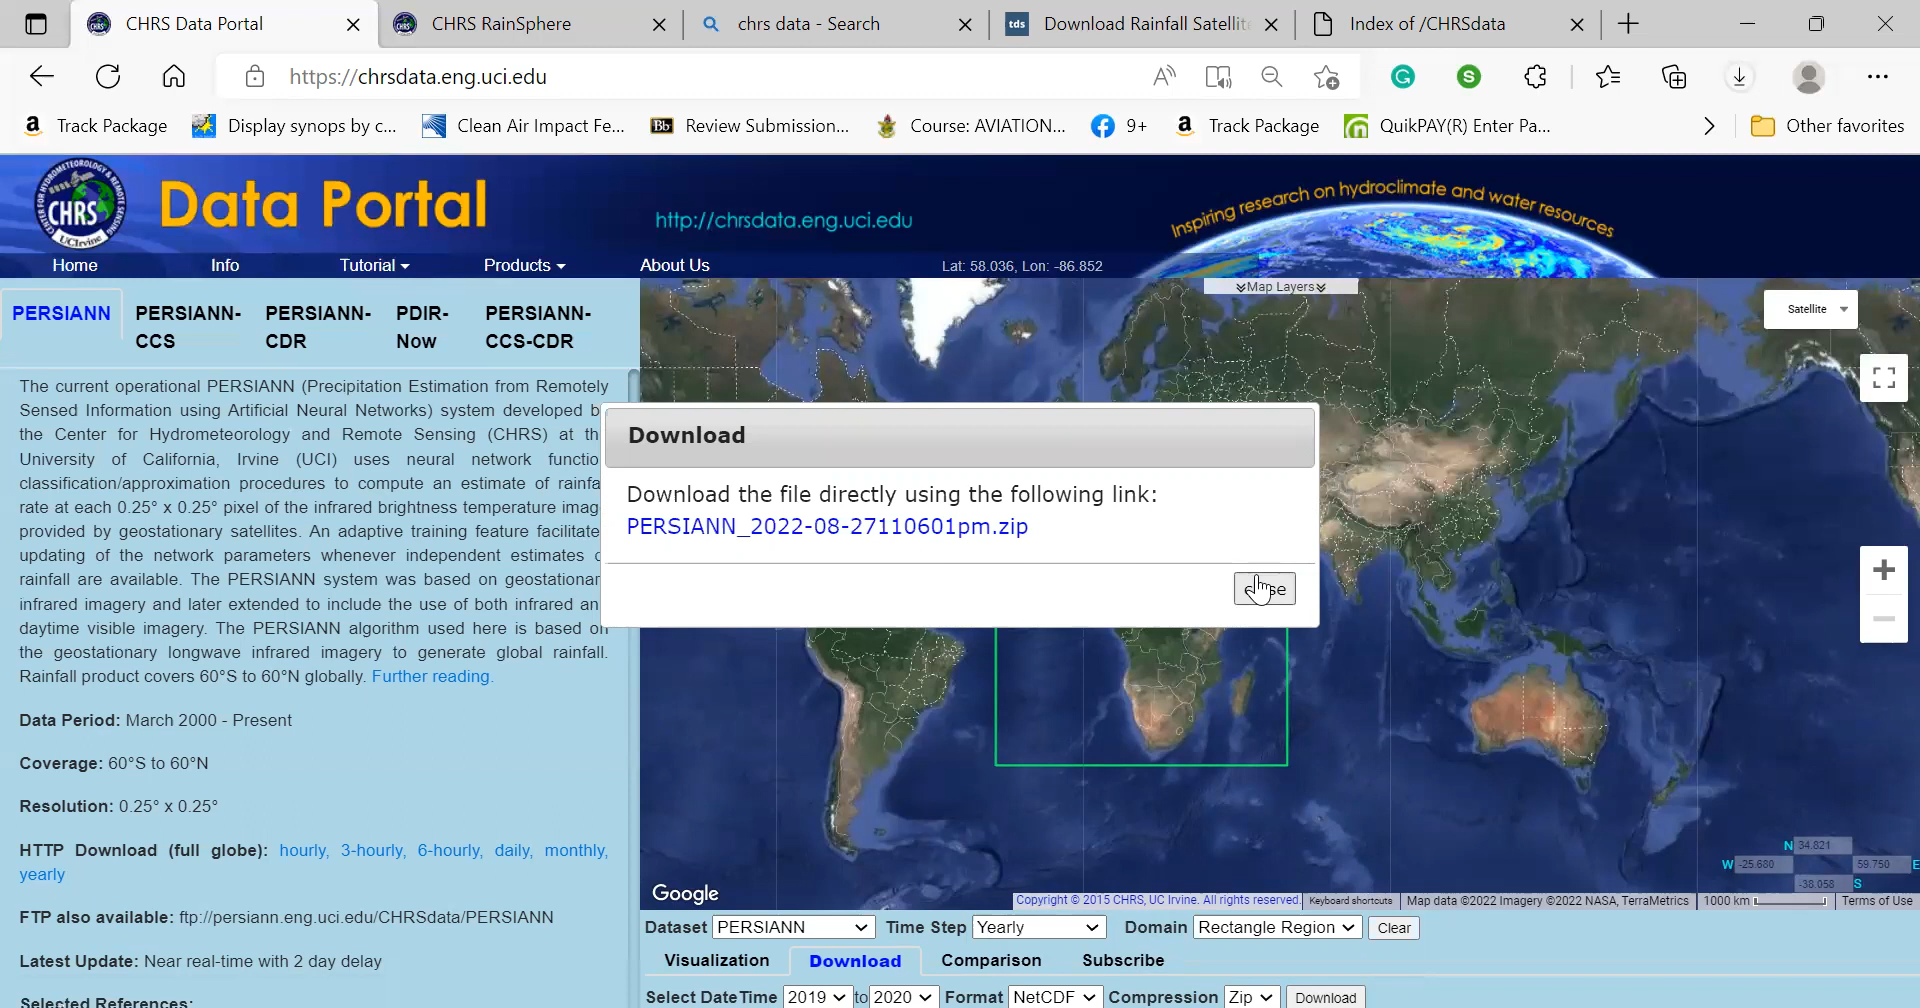 CHRS Data Portal
CHRS RainSphere
chrs data - Search
tds
Download Rainfall Satellit
Index of /CHRSdata
https://chrsdata.eng.uci.edu
Track Package
Display synops by c...
Clean Air Impact Fe...
Bb
Review Submission...
Course: AVIATION...
9+
Track Package
QuikPAY(R) Enter Pa...
Other favorites
CENTER FOR HYDROMETEOROLOGY & REMOTE SENSING
CHRS
UCIrvine
Data Portal
http://chrsdata.eng.uci.edu
Inspiring research on hydroclimate and water resources
Home
Info
Tutorial
Products
About Us
Lat: 58.036, Lon: -86.852
PERSIANN
PERSIANN-
CCS
PERSIANN-
CDR
PDIR-
Now
PERSIANN-
CCS-CDR
Map Layers
Satellite
The current operational PERSIANN (Precipitation Estimation from Remotely
Sensed Information using Artificial Neural Networks) system developed b
the Center for Hydrometeorology and Remote Sensing (CHRS) at th
University of California, Irvine (UCI) uses neural network functio
classification/approximation procedures to compute an estimate of rainfa
rate at each 0.25° x 0.25° pixel of the infrared brightness temperature imag
provided by geostationary satellites. An adaptive training feature facilitate
updating of the network parameters whenever independent estimates o
rainfall are available. The PERSIANN system was based on geostationar
infrared imagery and later extended to include the use of both infrared an
daytime visible imagery. The PERSIANN algorithm used here is based on
the geostationary longwave infrared imagery to generate global rainfall.
Rainfall product covers 60°S to 60°N globally. Further reading.
Data Period: March 2000 - Present
Coverage: 60°S to 60°N
Resolution: 0.25° x 0.25°
HTTP Download (full globe): hourly, 3-hourly, 6-hourly, daily, monthly,
yearly
FTP also available: ftp://persiann.eng.uci.edu/CHRSdata/PERSIANN
Latest Update: Near real-time with 2 day delay
Selected References:
Download
Download the file directly using the following link:
PERSIANN_2022-08-27110601pm.zip
N 34.821
W -25.680
59.750 E
-38.058 S
Google
Copyright © 2015 CHRS, UC Irvine. All rights reserved.
Keyboard shortcuts
Map data ©2022 Imagery ©2022 NASA, TerraMetrics
1000 km
Terms of Use
Dataset PERSIANN Time Step Yearly Domain Rectangle Region Clear
Visualization Download Comparison Subscribe
Select DateTime 2019 to 2020 Format NetCDF Compression Zip Download